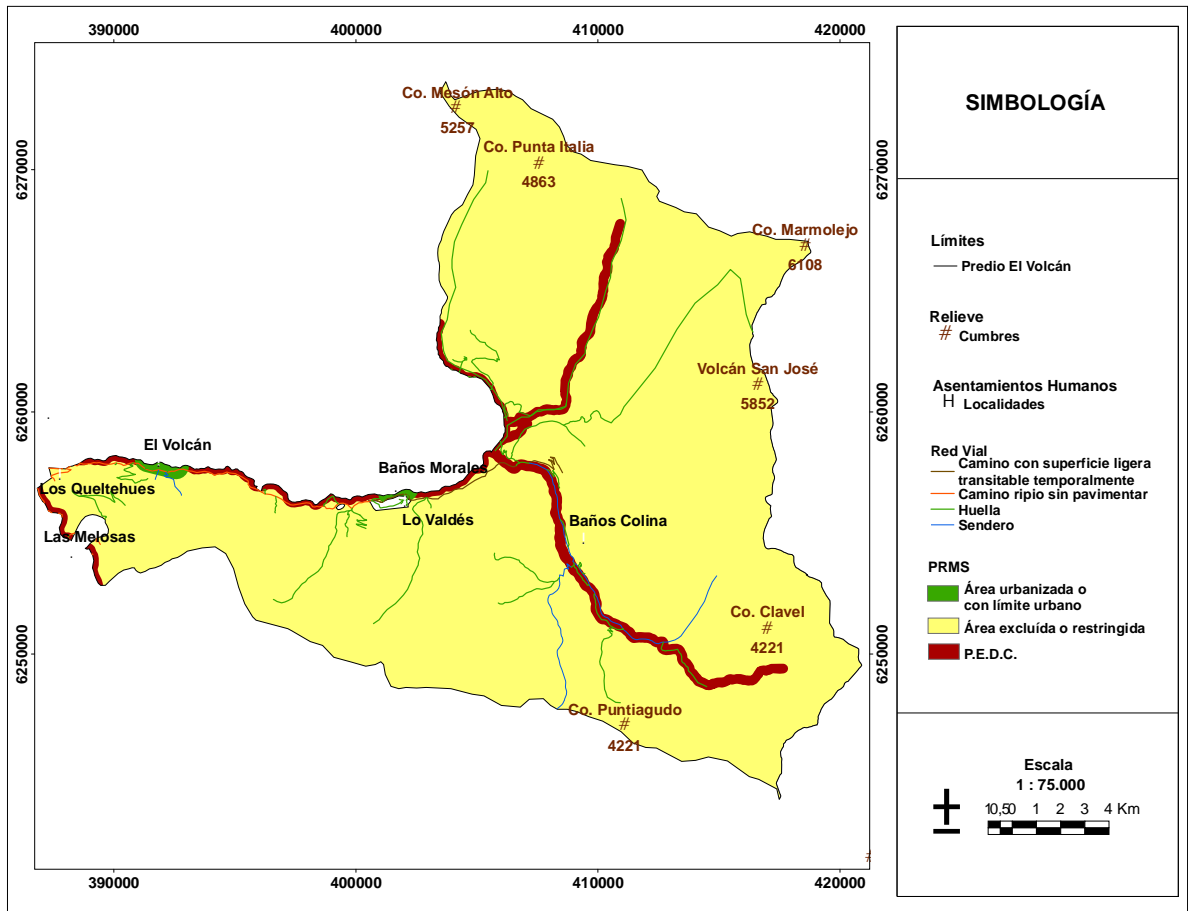 390000
400000
410000
420000
6270000
6260000
6250000
6270000
6260000
6250000
Co. Mesón Alto
#
5257
Co. Punta Italia
#
4863
Co. Marmolejo
#
6108
Volcán San José
#
5852
El Volcán
Baños Morales
Los Queltehues
Lo Valdés
Baños Colina
Las Melosas
Co. Clavel
#
4221
Co. Puntiagudo
#
4221
390000
400000
410000
420000
SIMBOLOGÍA
Límites
Predio El Volcán
Relieve
# Cumbres
Asentamientos Humanos
H Localidades
Red Vial
Camino con superficie ligera
transitable temporalmente
Camino ripio sin pavimentar
Huella
Sendero
PRMS
Área urbanizada o
con límite urbano
Área excluída o restringida
P.E.D.C.
Escala
1 : 75.000
10,50 1 2 3 4 Km